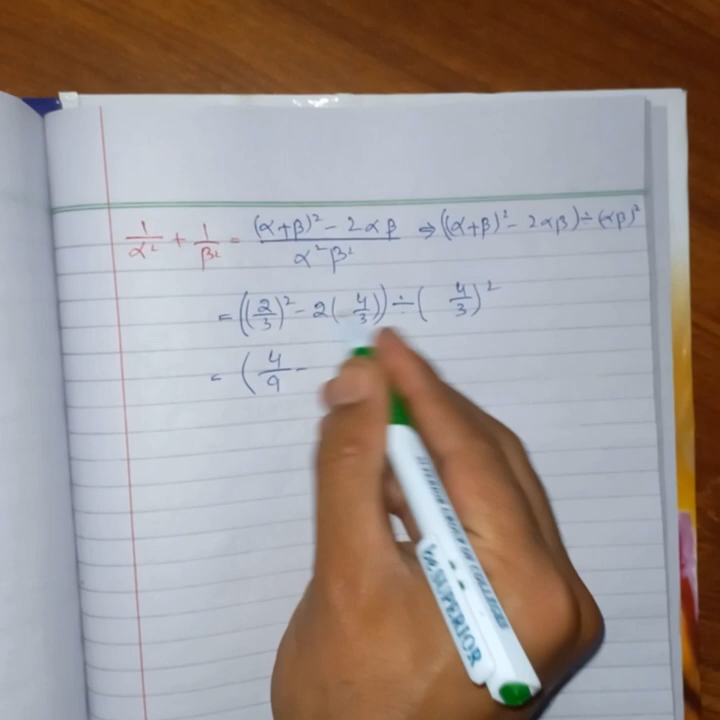 1/α² + 1/β² = ((α+β)² - 2αβ)/(α²β²) ⇒ ((α+β)² - 2αβ) ÷ (αβ)²
= ((2/3)² - 2(4/3)) ÷ (4/3)²
= (4/9 -
SUPERIOR